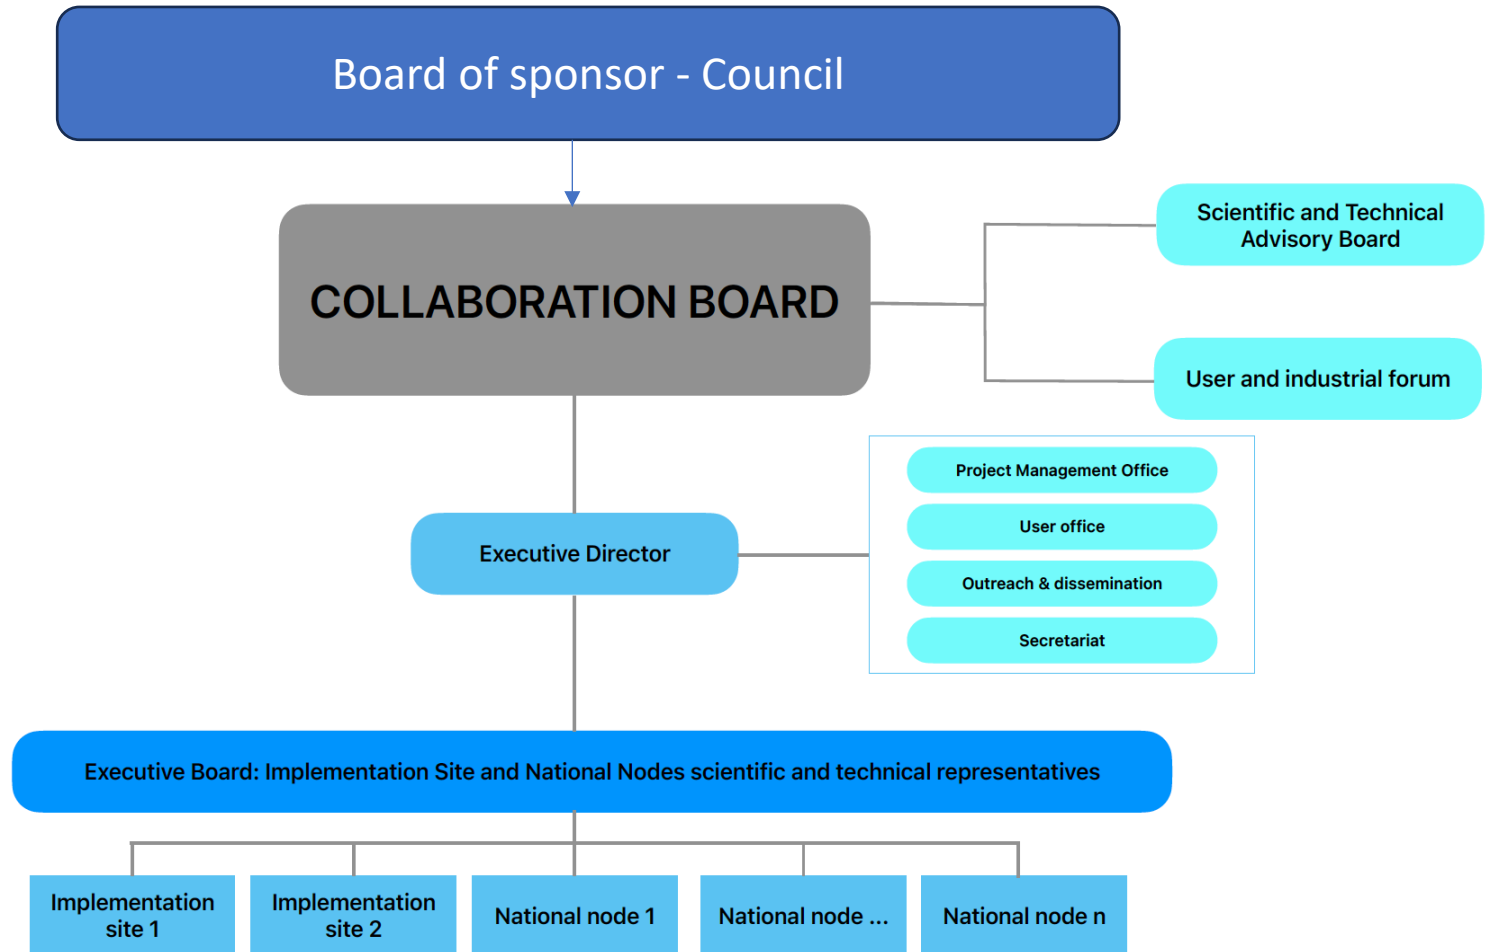 Board of sponsor - Council
COLLABORATION BOARD
Scientific and Technical
Advisory Board
User and industrial forum
Project Management Office
User office
Outreach & dissemination
Secretariat
Executive Director
Executive Board: Implementation Site and National Nodes scientific and technical representatives
Implementation
site 1
Implementation
site 2
National node 1
National node ...
National node n